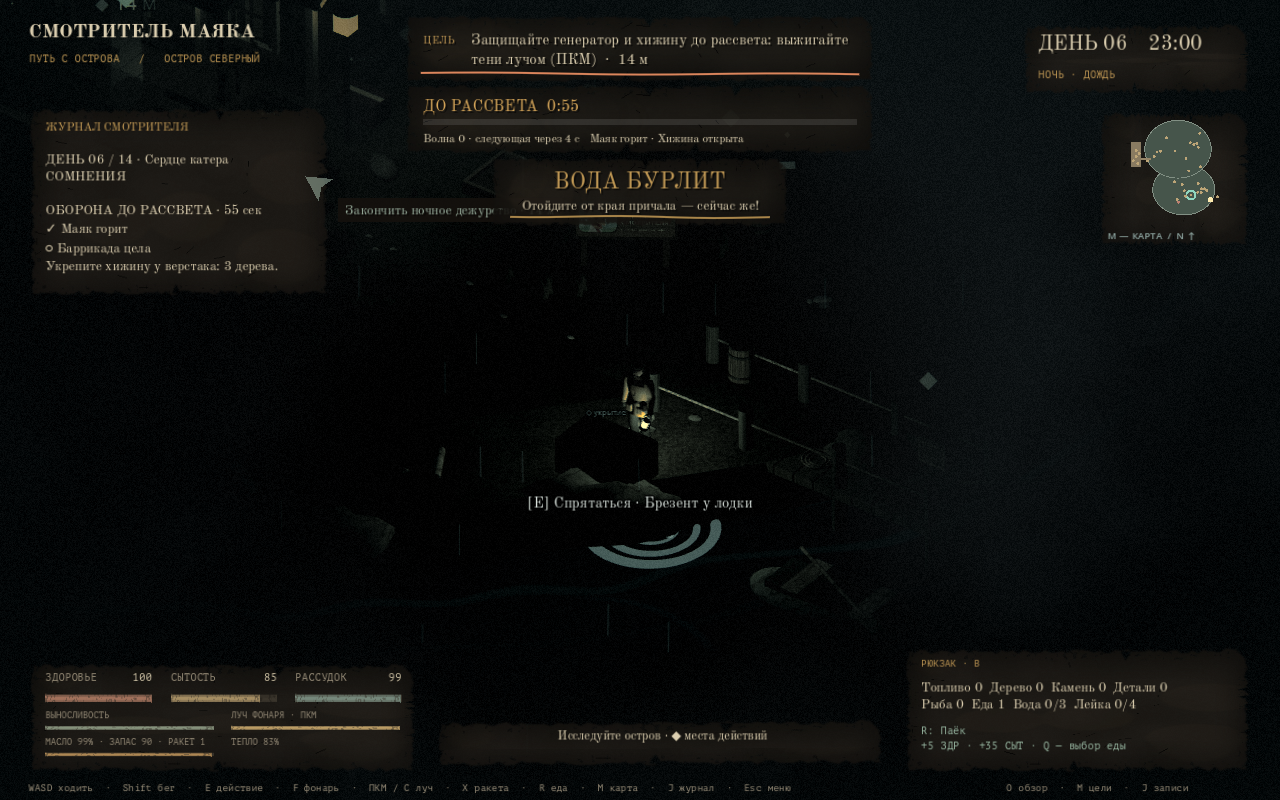 14 М
СМОТРИТЕЛЬ МАЯКА
ПУТЬ С ОСТРОВА / ОСТРОВ СЕВЕРНЫЙ
ЦЕЛЬ Защищайте генератор и хижину до рассвета: выжигайте
тени лучом (ПКМ) · 14 м
ДО РАССВЕТА 0:55
Волна 0 · следующая через 4 с Маяк горит · Хижина открыта
ДЕНЬ 06 23:00
НОЧЬ · ДОЖДЬ
ЖУРНАЛ СМОТРИТЕЛЯ
ДЕНЬ 06 / 14 · Сердце катера
СОМНЕНИЯ
ОБОРОНА ДО РАССВЕТА · 55 сек
✓ Маяк горит
○ Баррикада цела
Укрепите хижину у верстака: 3 дерева.
ВОДА БУРЛИТ
Отойдите от края причала — сейчас же!
Закончить ночное дежурс
М — КАРТА / N ↑
укрытие
[E] Спрятаться · Брезент у лодки
ЗДОРОВЬЕ 100 СЫТОСТЬ 85 РАССУДОК 99
ВЫНОСЛИВОСТЬ ЛУЧ ФОНАРЯ · ПКМ
МАСЛО 99% · ЗАПАС 90 · РАКЕТ 1 ТЕПЛО 83%
Исследуйте остров · ◆ места действий
РЮКЗАК · В
Топливо 0 Дерево 0 Камень 0 Детали 0
Рыба 0 Еда 1 Вода 0/3 Лейка 0/4
R: Паёк
+5 ЗДР · +35 СЫТ · Q — выбор еды
WASD ходить · Shift бег · E действие · F фонарь · ПКМ / C луч · X ракета · R еда · M карта · J журнал · Esc меню
O обзор · M цели · J записи